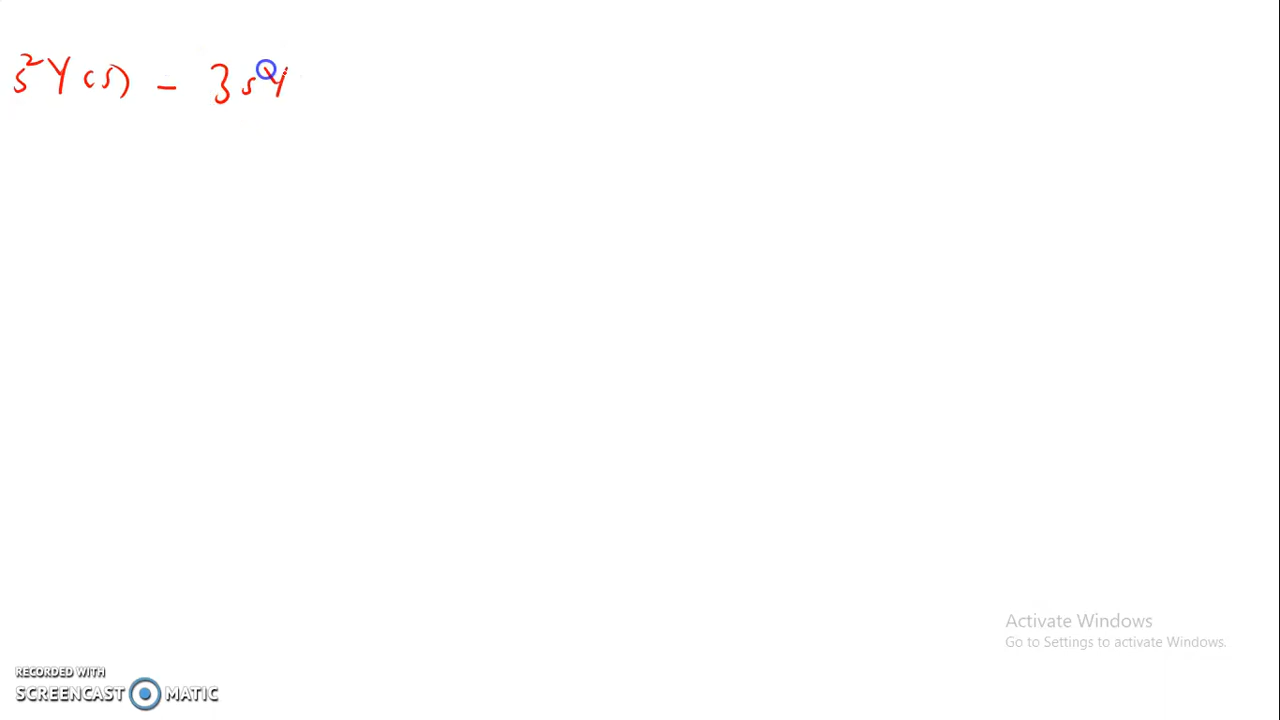 s²Y(s) - 3sY
Activate Windows
Go to Settings to activate Windows.
RECORDED WITH
SCREENCAST MATIC